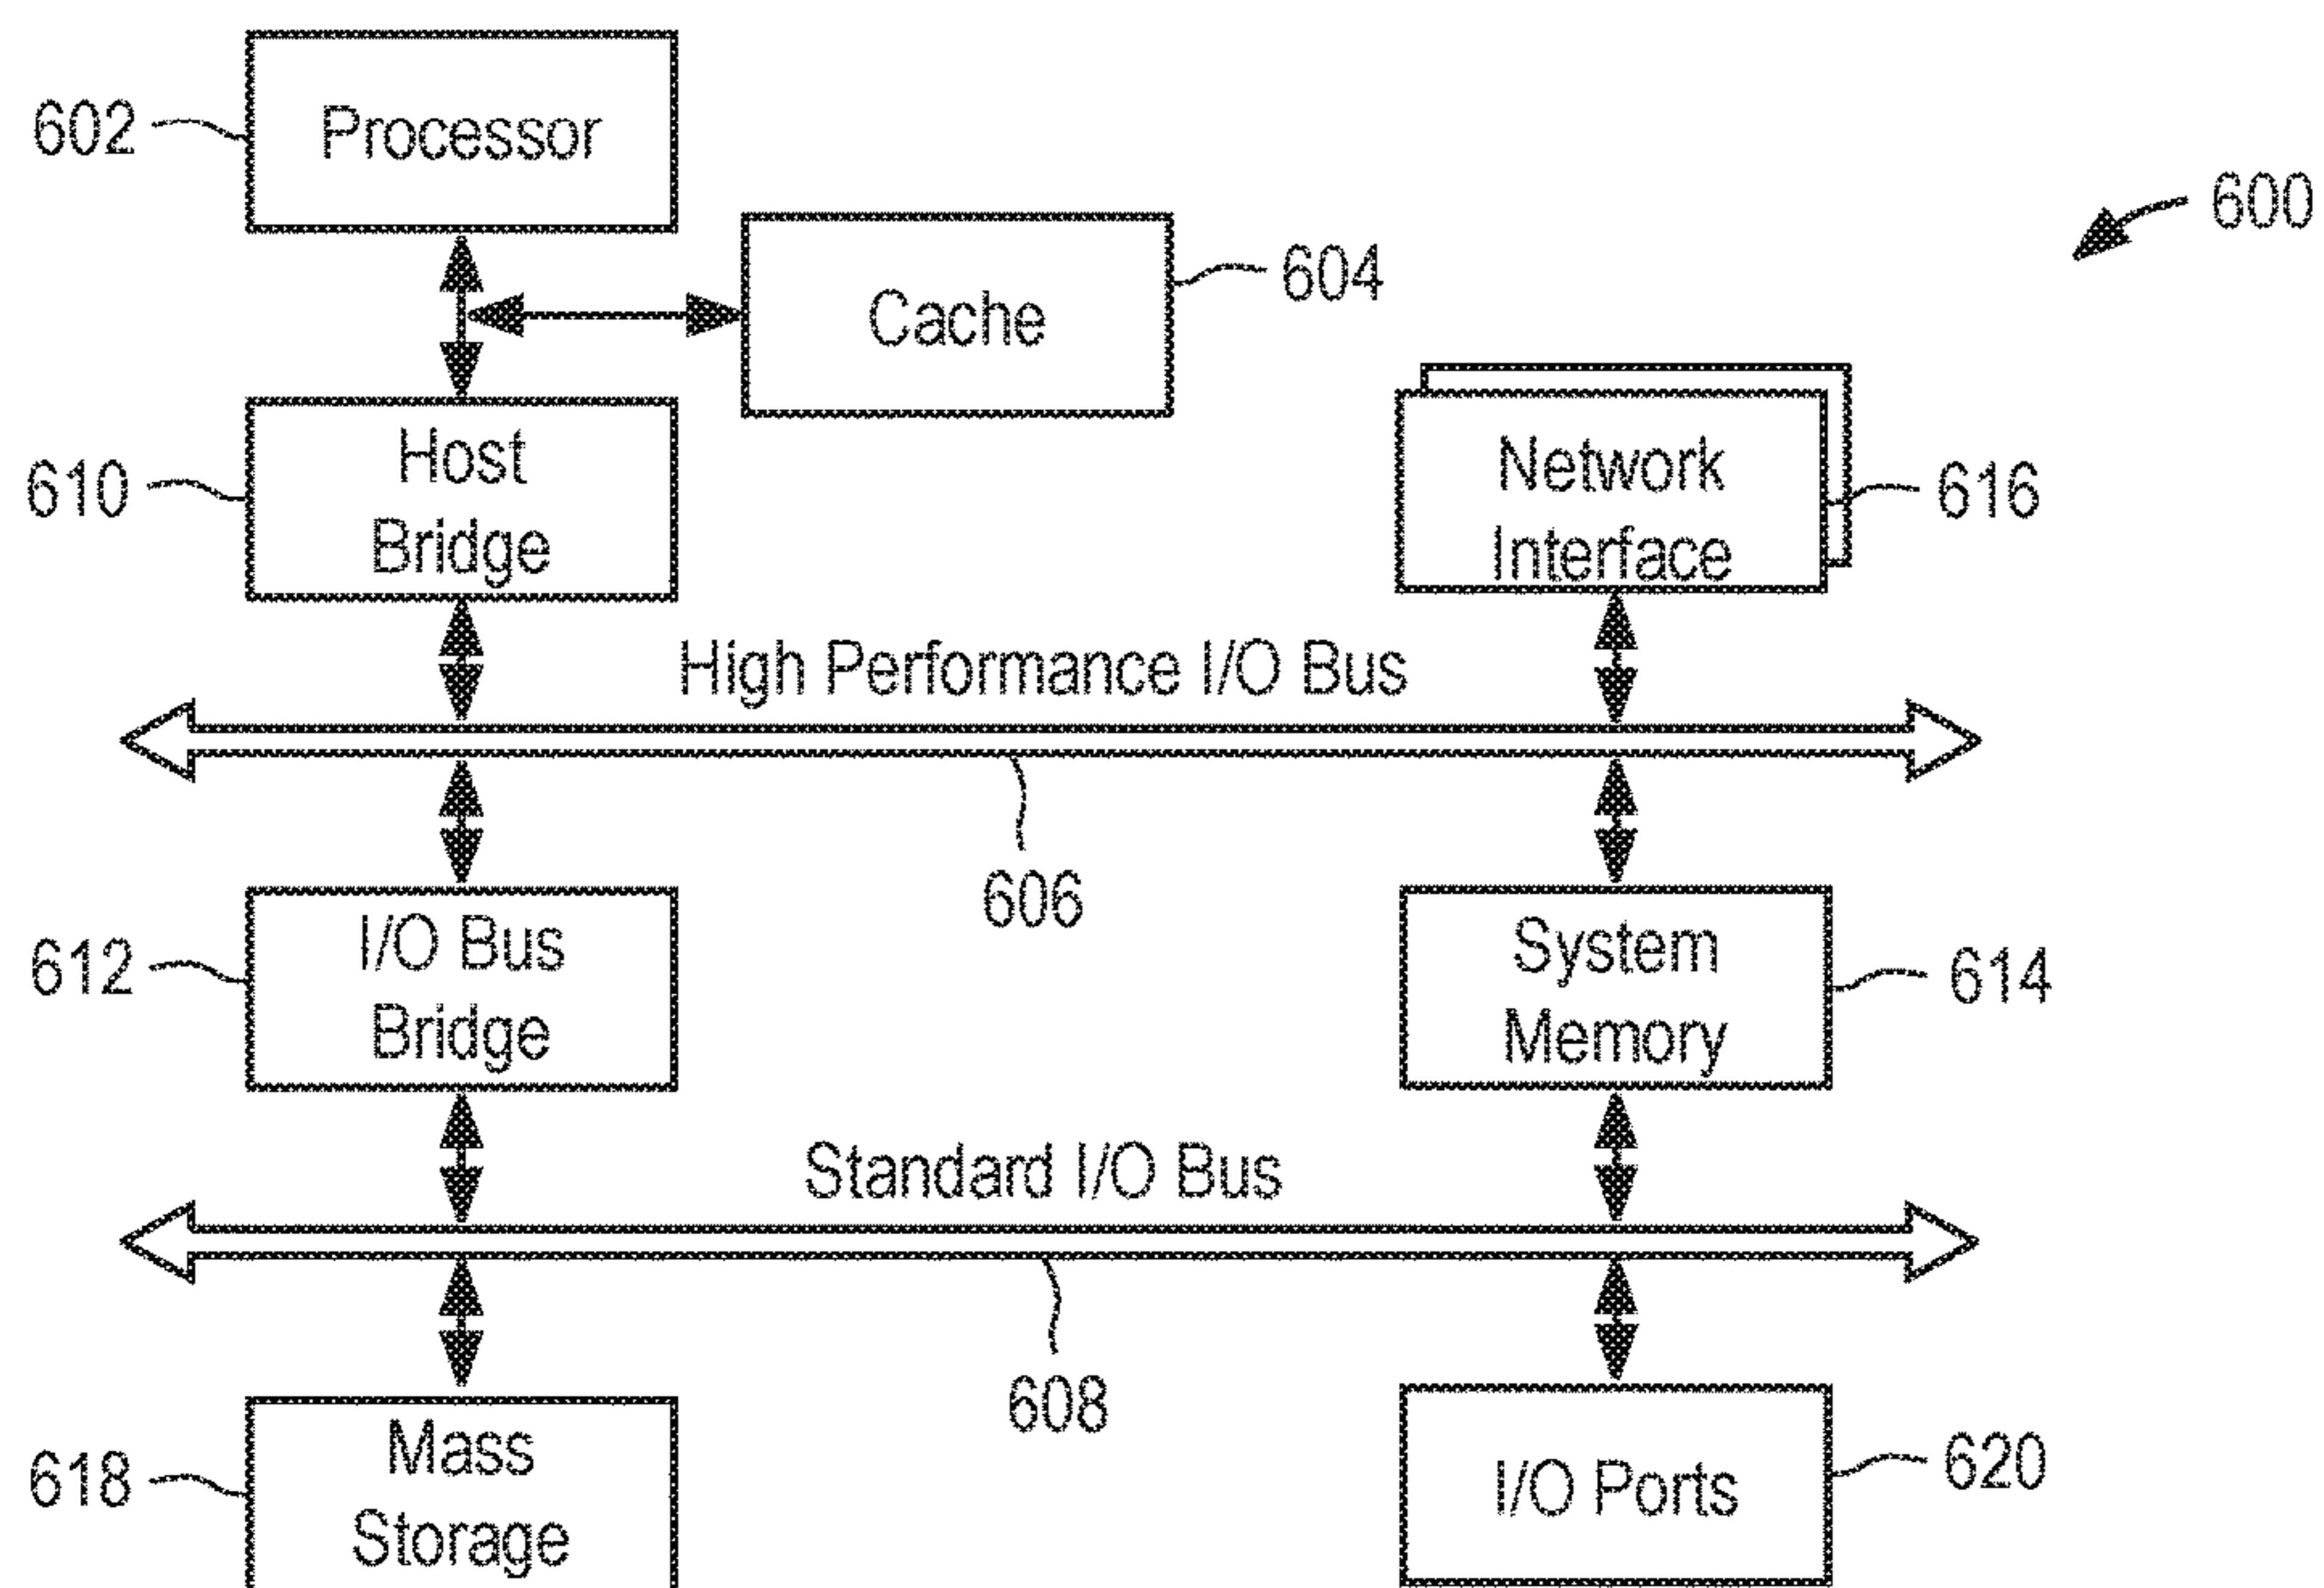 602
Processor
600
604
Cache
610
Host
Bridge
Network
Interface
616
High Performance I/O Bus
606
612
I/O Bus
Bridge
System
Memory
614
Standard I/O Bus
608
618
Mass
Storage
I/O Ports
620